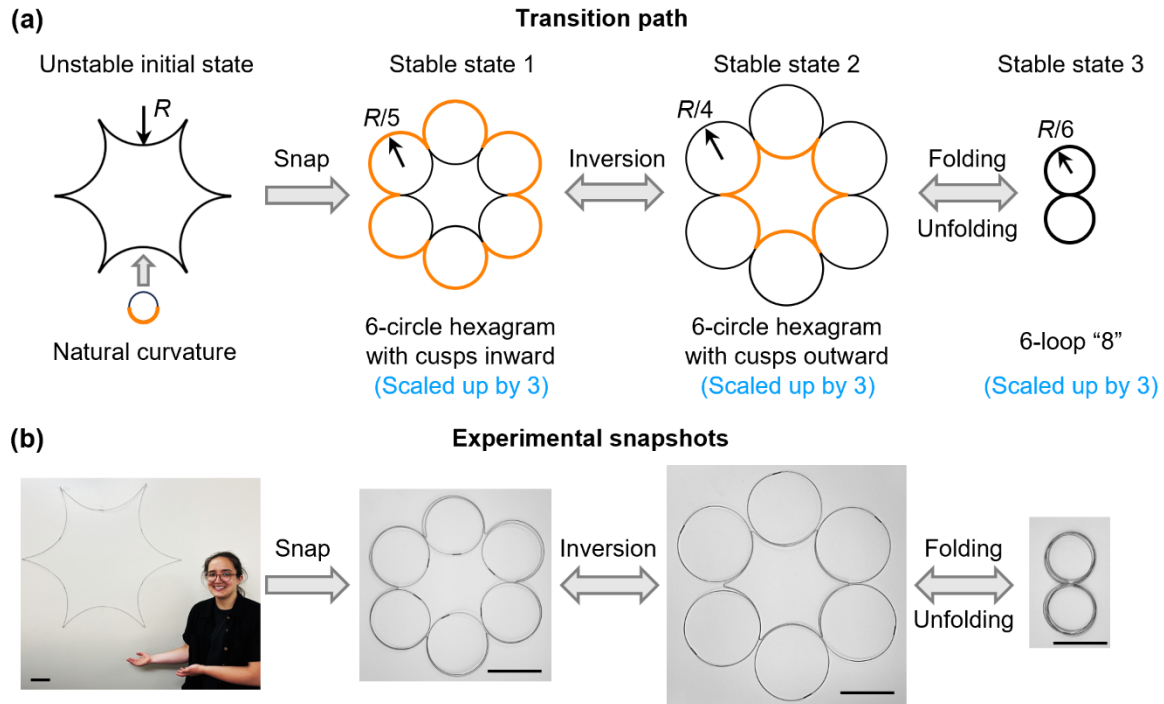 (a)
Transition path
Unstable initial state
Stable state 1
Stable state 2
Stable state 3
R
R/5
R/4
R/6
Snap
Inversion
Folding
Unfolding
Natural curvature
6-circle hexagram
with cusps inward
(Scaled up by 3)
6-circle hexagram
with cusps outward
(Scaled up by 3)
6-loop “8”
(Scaled up by 3)
(b)
Experimental snapshots
Snap
Inversion
Folding
Unfolding